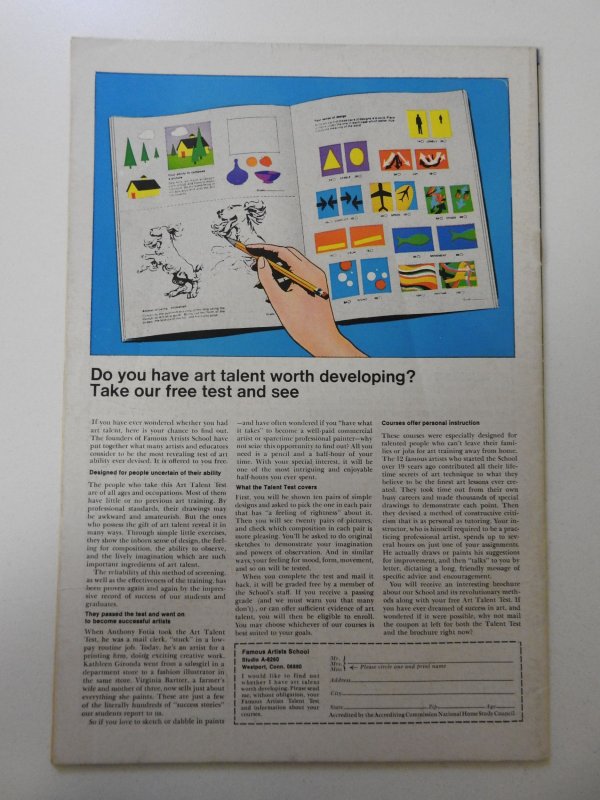 Your sense of design
Your ability to compose
a picture
Do you have art talent worth developing?
Take our free test and see
If you have ever wondered whether you had
art talent, here is your chance to find out.
The founders of Famous Artists School have
put together what many artists and educators
consider to be the most revealing test of art
ability ever devised. It is offered to you free.
Designed for people uncertain of their ability
The people who take this Art Talent Test
are of all ages and occupations. Most of them
have little or no previous art training. By
professional standards, their drawings may
be awkward and amateurish. But the ones
who possess the gift of art talent reveal it in
many ways. Through simple little exercises,
they show the inborn sense of design, the feel-
ing for composition, the ability to observe,
and the lively imagination which are such
important ingredients of art talent.
The reliability of this method of screening,
as well as the effectiveness of the training, has
been proven again and again by the impres-
sive record of success of our students and
graduates.
They passed the test and went on
to become successful artists
When Anthony Fotia took the Art Talent
Test, he was a mail clerk, "stuck" in a low-
pay routine job. Today, he's an artist for a
printing firm, doing exciting creative work.
Kathleen Gironda went from a salesgirl in a
department store to a fashion illustrator in
the same store. Virginia Bartter, a farmer's
wife and mother of three, now sells just about
everything she paints. These are just a few
of the literally hundreds of "success stories"
our students report to us.
So if you love to sketch or dabble in paints
—and have often wondered if you "have what
it takes" to become a well-paid commercial
artist or sparetime professional painter—why
not seize this opportunity to find out? All you
need is a pencil and a half-hour of your
time. With your special interest, it will be
one of the most intriguing and enjoyable
half-hours you ever spent.
What the Talent Test covers
First, you will be shown ten pairs of simple
designs and asked to pick the one in each pair
that has "a feeling of rightness" about it.
Then you will see twenty pairs of pictures,
and check which composition in each pair is
more pleasing. You'll be asked to do original
sketches to demonstrate your imagination
and powers of observation. And in similar
ways, your feeling for mood, form, movement,
and so on will be tested.
When you complete the test and mail it
back, it will be graded free by a member of
the School's staff. If you receive a passing
grade (and we must warn you that many
don't)., or can offer sufficient evidence of art
talent, you will then be eligible to enroll.
You may choose whichever of our courses is
best suited to your goals.
Courses offer personal instruction
These courses were especially designed for
talented people who can't leave their fami-
lies or jobs for art training away from home.
The 12 famous artists who started the School
over 19 years ago contributed all their life-
time secrets of art technique to what they
believe to be the finest art lessons ever cre-
ated. They took time out from their own
busy careers and made thousands of special
drawings to demonstrate each point. Then
they devised a method of constructive criti-
cism that is as personal as tutoring. Your in-
structor, who is himself required to be a prac-
ticing professional artist, spends up to sev-
eral hours on just one of your assignments.
He actually draws or paints his suggestions
for improvement, and then "talks" to you by
letter, dictating a long friendly message of
specific advice and encouragement.
You will receive an interesting brochure
about our School and its revolutionary meth-
ods along with your free Art Talent Test. If
you have ever dreamed of success in art, and
wondered if it were possible, why not mail
the coupon at left for both the Talent Test
and the brochure right now!
Famous Artists School
Studio A-6260
Westport, Conn. 06880
I would like to find out
whether I have art talent
worth developing. Please send
me, without obligation, your
Famous Artists Talent Test
and information about your
courses.
Mr.
Mrs.
Miss
Please circle one and print name
Address
City
State Zip Age
Accredited by the Accrediting Commission National Home Study Council